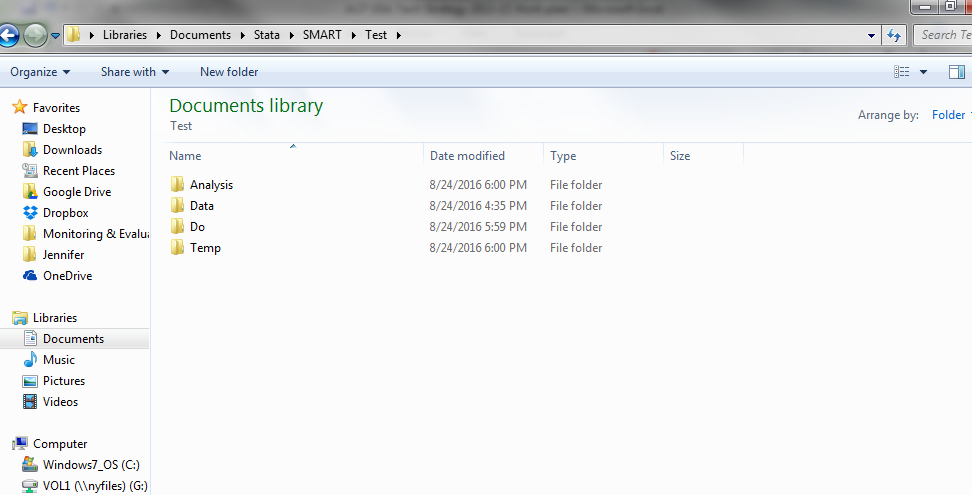 Libraries Documents Stata SMART Test
Search Te
Organize Share with New folder
Favorites
Desktop
Downloads
Recent Places
Google Drive
Dropbox
Monitoring & Evalua
Jennifer
OneDrive
Libraries
Documents
Music
Pictures
Videos
Computer
Windows7_OS (C:)
VOL1 (\\nyfiles) (G:)
Documents library
Test
Arrange by: Folder
Name Date modified Type Size
Analysis 8/24/2016 6:00 PM File folder
Data 8/24/2016 4:35 PM File folder
Do 8/24/2016 5:59 PM File folder
Temp 8/24/2016 6:00 PM File folder